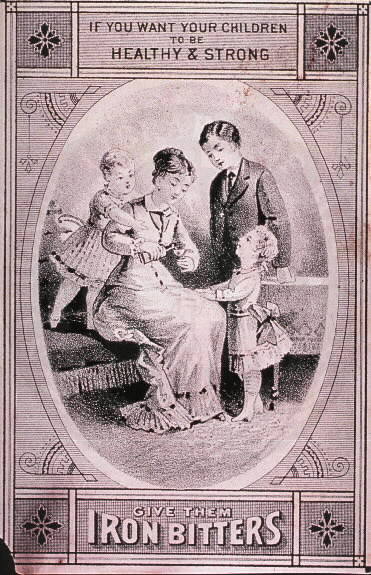 IF YOU WANT YOUR CHILDREN
TO BE
HEALTHY & STRONG
GIVE THEM
IRON BITTERS